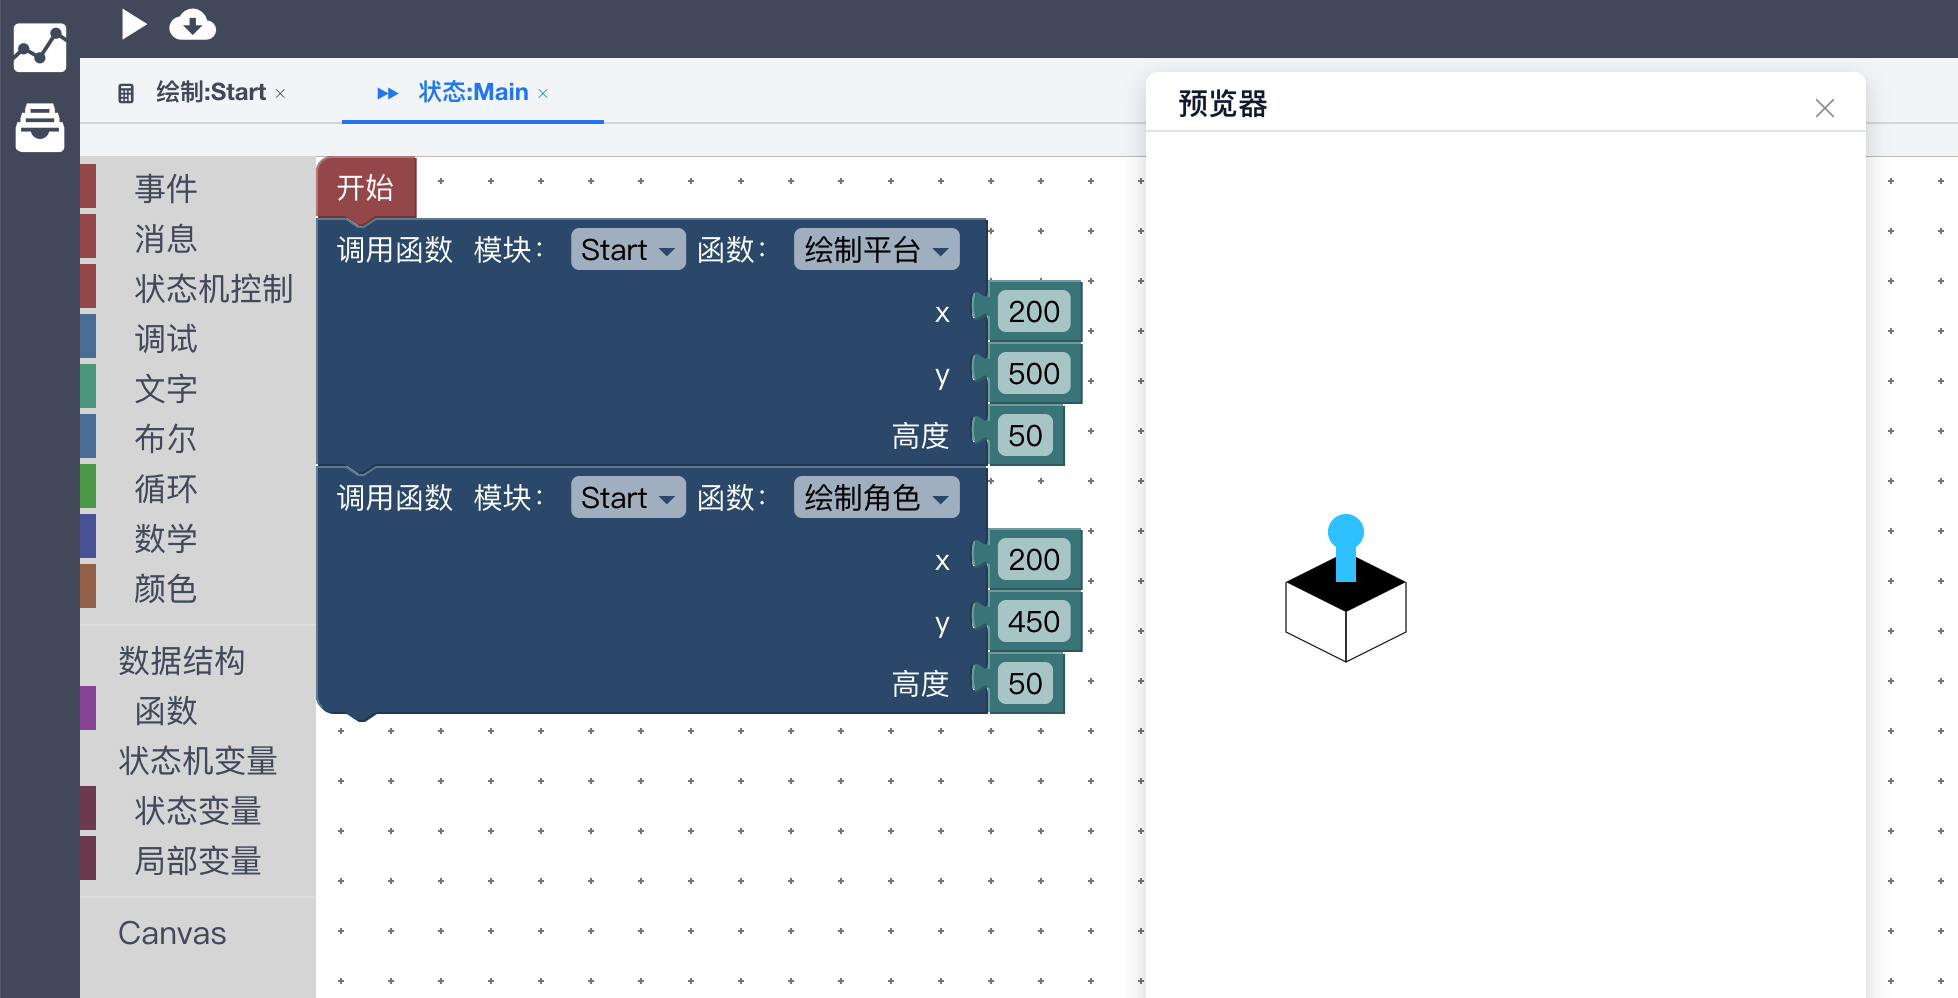 绘制:Start ×
状态:Main ×
预览器
事件
消息
状态机控制
调试
文字
布尔
循环
数学
颜色
数据结构
函数
状态机变量
状态变量
局部变量
Canvas
开始
调用函数 模块： Start 函数： 绘制平台
x 200
y 500
高度 50
调用函数 模块： Start 函数： 绘制角色
x 200
y 450
高度 50